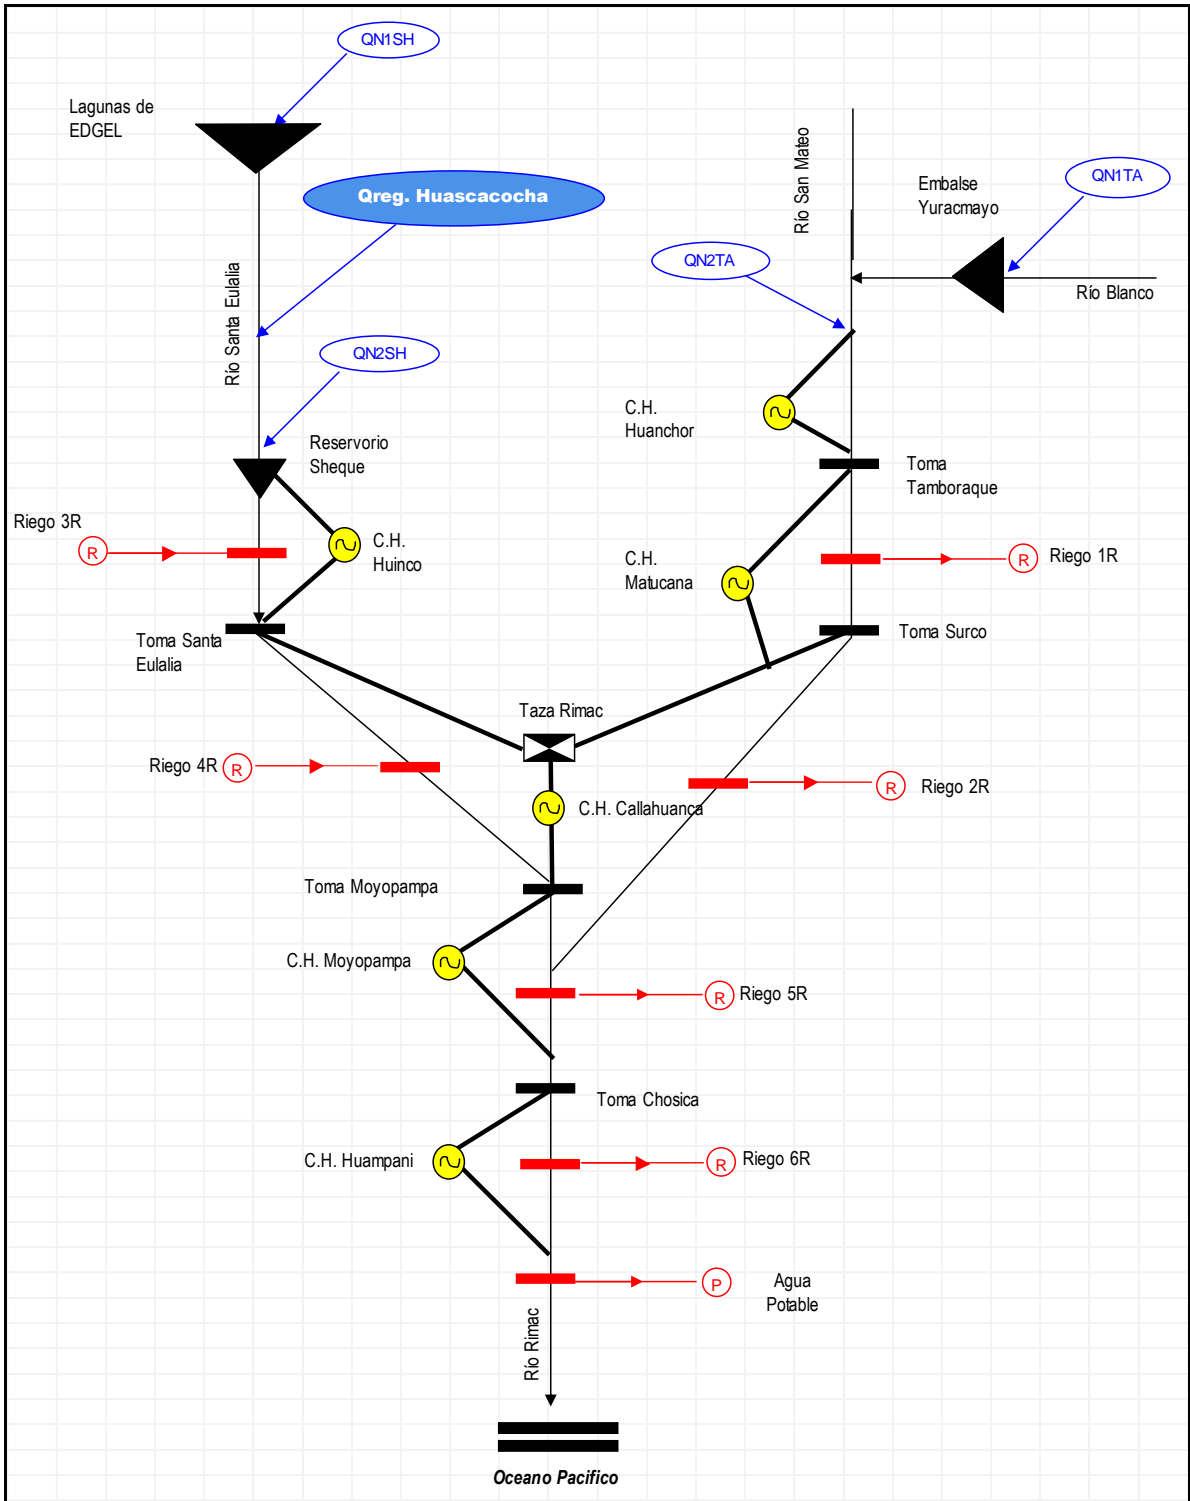 QN1SH
Lagunas de
EDGEL
Río San Mateo
QN1TA
Embalse
Yuracmayo
Qreg. Huascacocha
QN2TA
Río Blanco
Río Santa Eulalia
QN2SH
C.H.
Huanchor
Reservorio
Sheque
Toma
Tamboraque
Riego 3R
R
C.H.
Huinco
C.H.
Matucana
R
Riego 1R
Toma Santa
Eulalia
Toma Surco
Taza Rimac
Riego 4R
R
R
Riego 2R
C.H. Callahuanca
Toma Moyopampa
C.H. Moyopampa
R
Riego 5R
Toma Chosica
C.H. Huampani
R
Riego 6R
P
Agua
Potable
Río Rimac
Oceano Pacifico